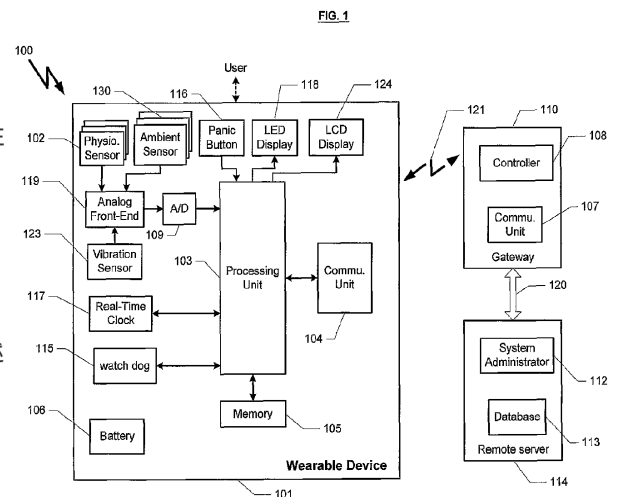 FIG. 1
100
User
116
118
124
130
121
110
102
Physio.
Sensor
Ambient
Sensor
Panic
Button
LED
Display
LCD
Display
108
Controller
119
Analog
Front-End
A/D
109
107
Commu.
Unit
Gateway
123
Vibration
Sensor
103
Processing
Unit
Commu.
Unit
104
120
117
Real-Time
Clock
System
Administrator
112
115
watch dog
106
Battery
Memory
105
Database
113
Remote server
114
Wearable Device
101